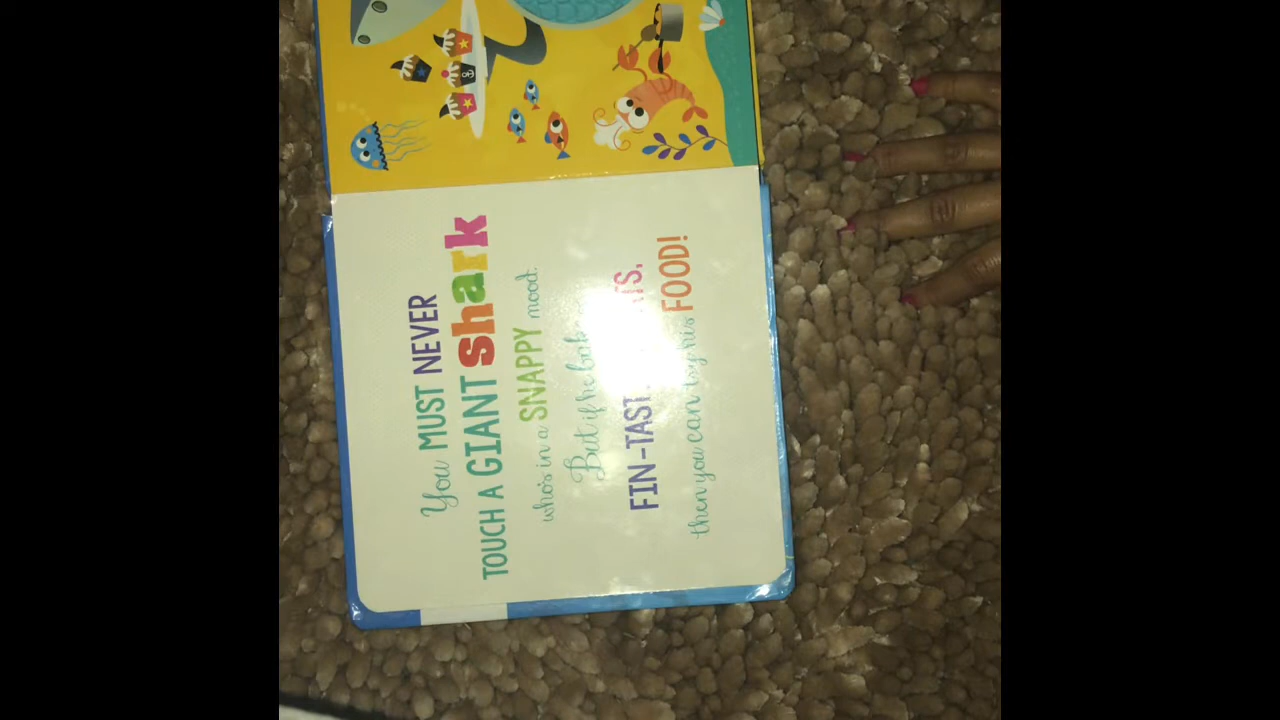 You MUST NEVER
TOUCH A GIANT shark
who's in a SNAPPY mood.
But if he
FIN-TAST
then you can try his FOOD!